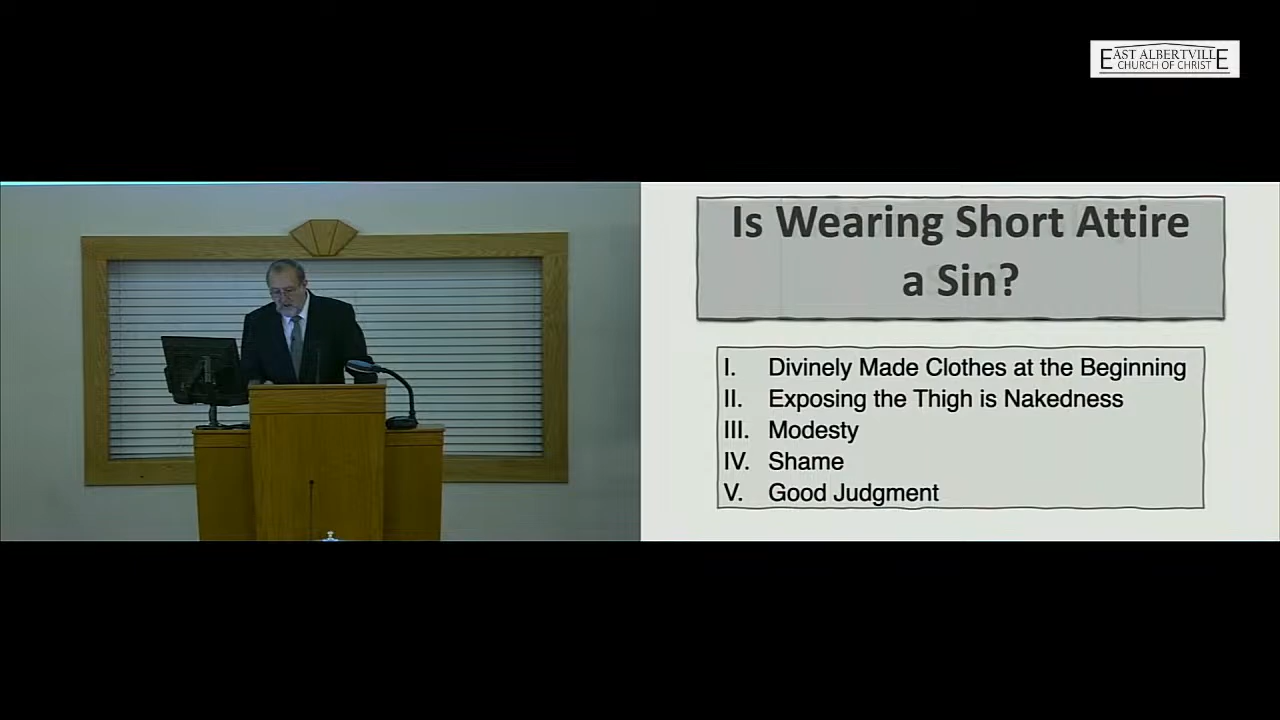 EAST ALBERTVILLE
CHURCH OF CHRIST
Is Wearing Short Attire
a Sin?
I. Divinely Made Clothes at the Beginning
II. Exposing the Thigh is Nakedness
III. Modesty
IV. Shame
V. Good Judgment